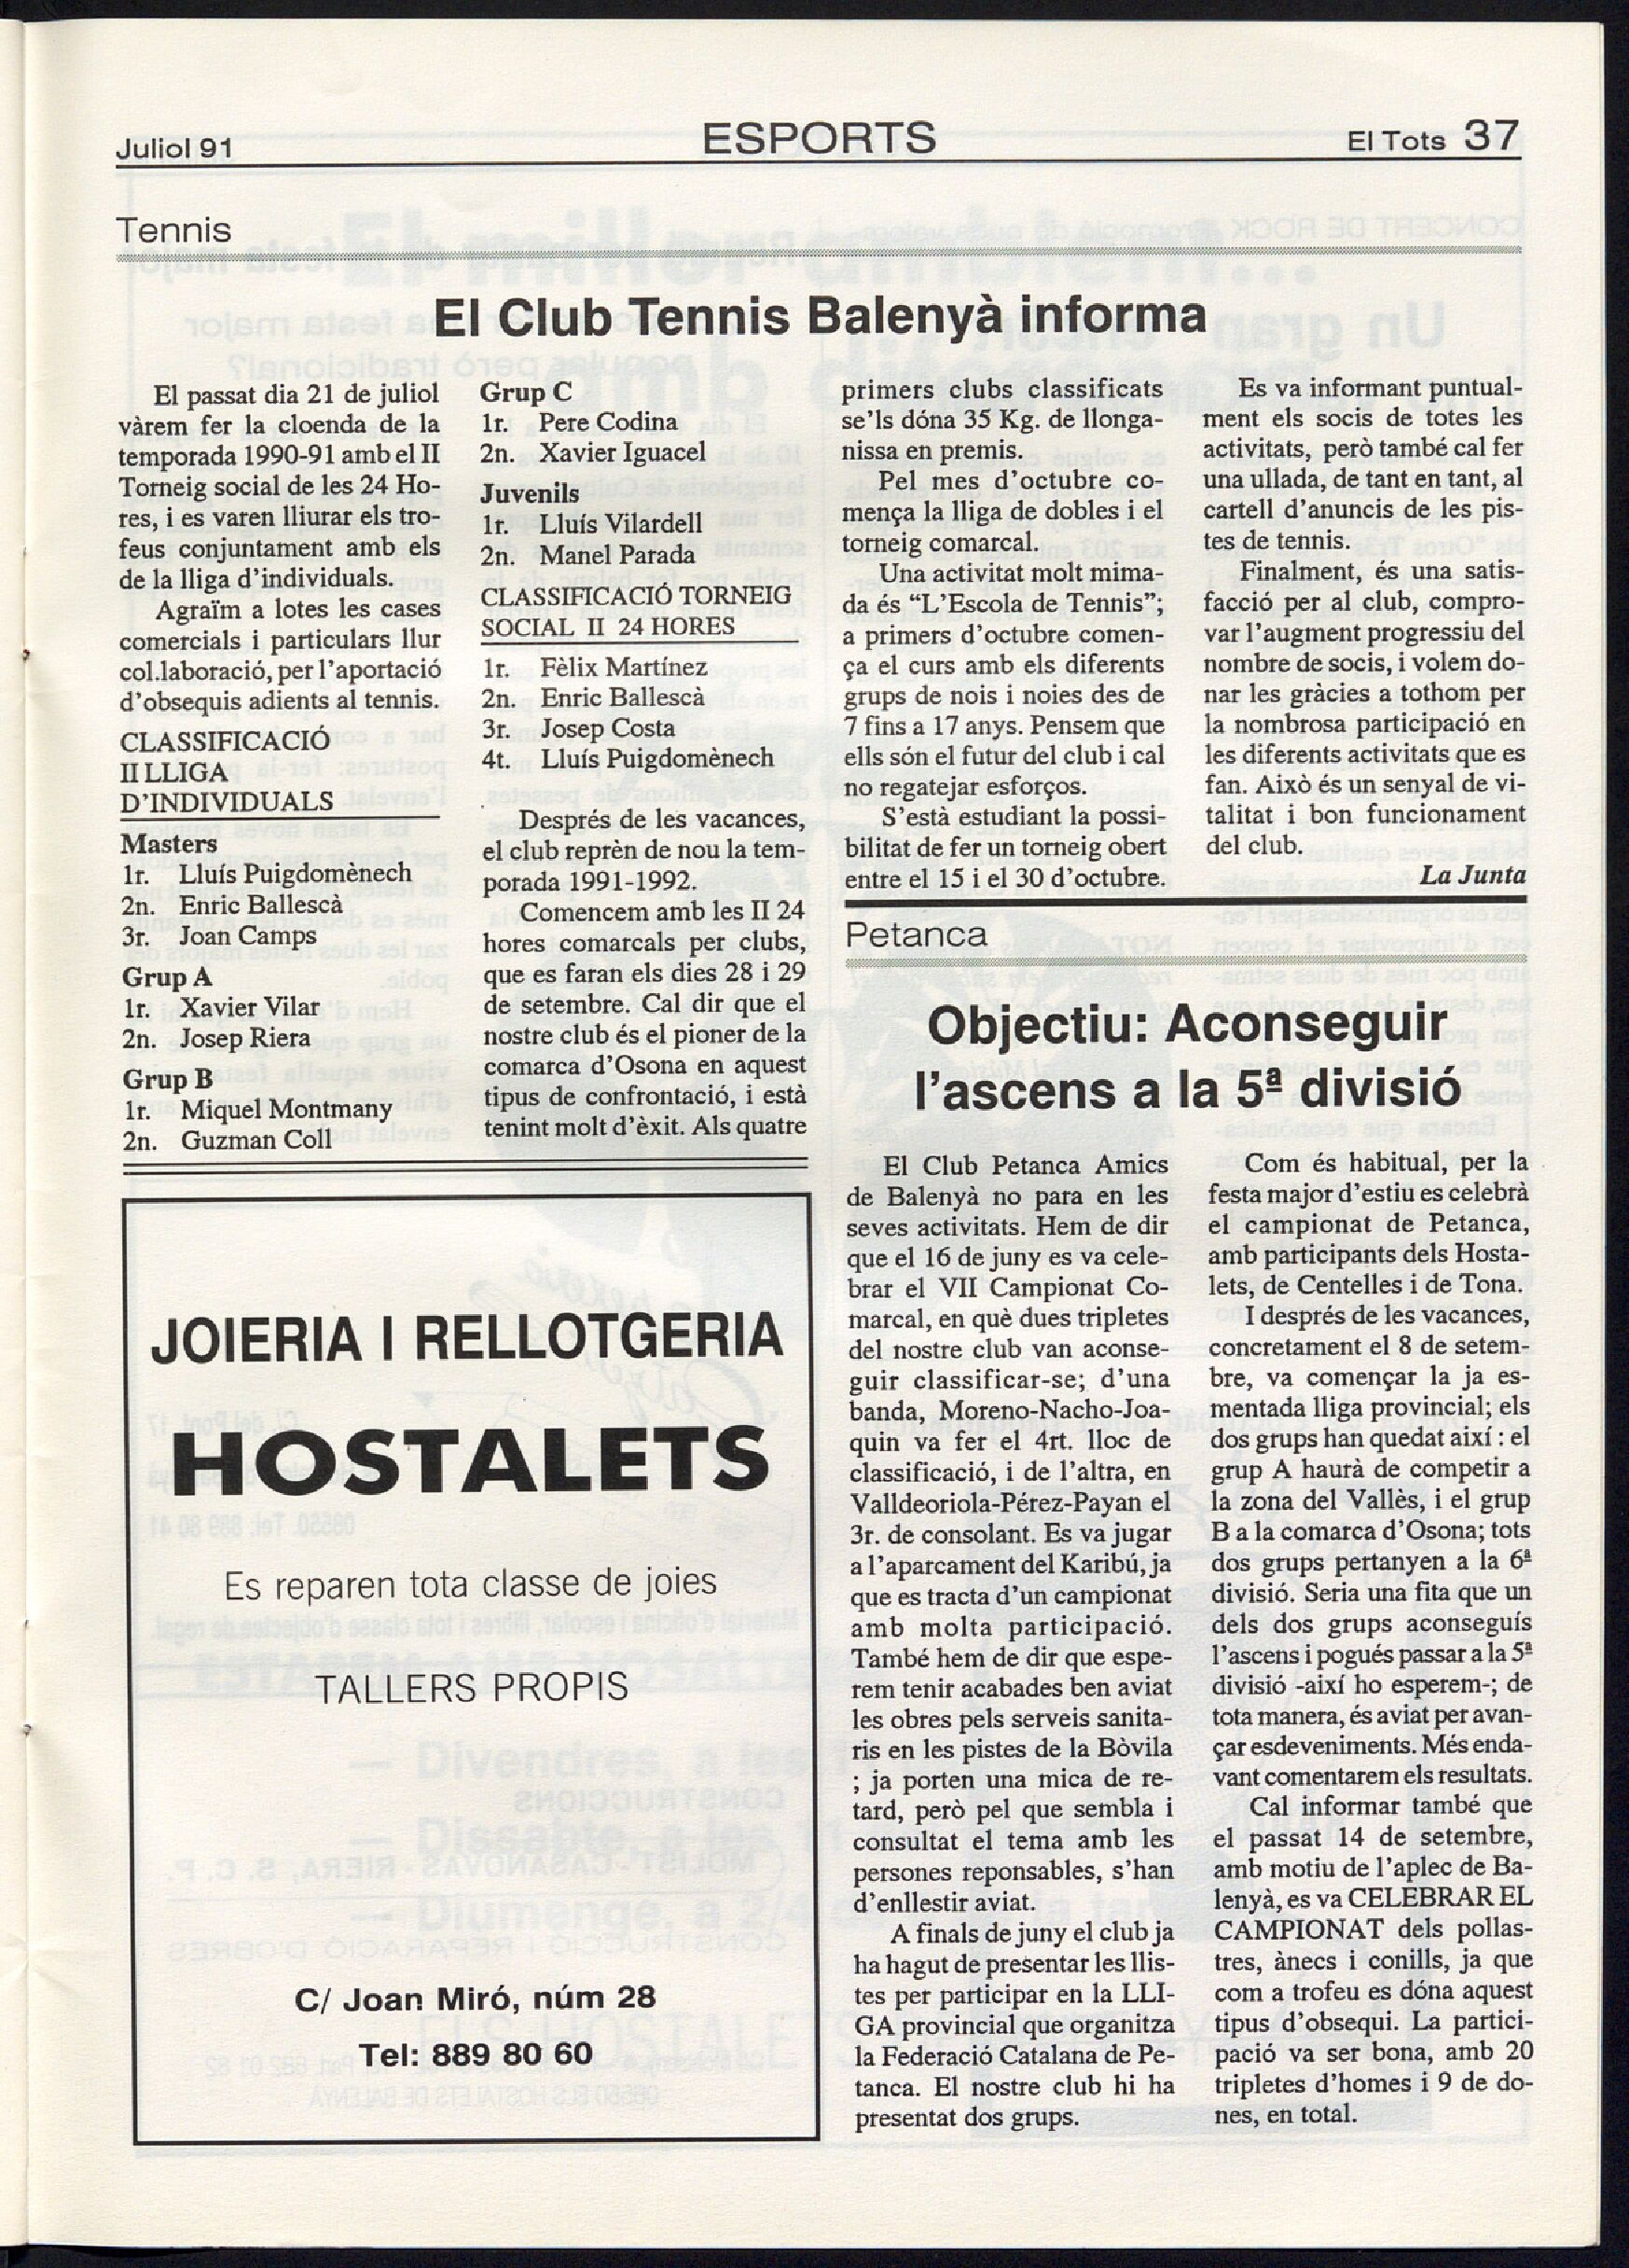 Juliol 91
ESPORTS
El Tots 37
Tennis
El Club Tennis Balenyà informa
El passat dia 21 de juliol
vàrem fer la cloenda de la
temporada 1990-91 amb el II
Torneig social de les 24 Ho-
res, i es varen lliurar els tro-
feus conjuntament amb els
de la lliga d'individuals.
Agraïm a lotes les cases
comercials i particulars llur
col.laboració, per l'aportació
d'obsequis adients al tennis.
CLASSIFICACIÓ
II LLIGA
D'INDIVIDUALS
Masters
1r. Lluís Puigdomènech
2n. Enric Ballescà
3r. Joan Camps
Grup A
1r. Xavier Vilar
2n. Josep Riera
Grup B
1r. Miquel Montmany
2n. Guzman Coll
Grup C
1r. Pere Codina
2n. Xavier Iguacel
Juvenils
1r. Lluís Vilardell
2n. Manel Parada
CLASSIFICACIÓ TORNEIG
SOCIAL II 24 HORES
1r. Fèlix Martínez
2n. Enric Ballescà
3r. Josep Costa
4t. Lluís Puigdomènech
Després de les vacances,
el club reprèn de nou la tem-
porada 1991-1992.
Comencem amb les II 24
hores comarcals per clubs,
que es faran els dies 28 i 29
de setembre. Cal dir que el
nostre club és el pioner de la
comarca d'Osona en aquest
tipus de confrontació, i està
tenint molt d'èxit. Als quatre
primers clubs classificats
se'ls dóna 35 Kg. de llonga-
nissa en premis.
Pel mes d'octubre co-
mença la lliga de dobles i el
torneig comarcal.
Una activitat molt mima-
da és “L'Escola de Tennis”;
a primers d'octubre comen-
ça el curs amb els diferents
grups de nois i noies des de
7 fins a 17 anys. Pensem que
ells són el futur del club i cal
no regatejar esforços.
S'està estudiant la possi-
bilitat de fer un torneig obert
entre el 15 i el 30 d'octubre.
Es va informant puntual-
ment els socis de totes les
activitats, però també cal fer
una ullada, de tant en tant, al
cartell d'anuncis de les pis-
tes de tennis.
Finalment, és una satis-
facció per al club, compro-
var l'augment progressiu del
nombre de socis, i volem do-
nar les gràcies a tothom per
la nombrosa participació en
les diferents activitats que es
fan. Això és un senyal de vi-
talitat i bon funcionament
del club.
La Junta
Petanca
Objectiu: Aconseguir
l'ascens a la 5ª divisió
El Club Petanca Amics
de Balenyà no para en les
seves activitats. Hem de dir
que el 16 de juny es va cele-
brar el VII Campionat Co-
marcal, en què dues tripletes
del nostre club van aconse-
guir classificar-se; d'una
banda, Moreno-Nacho-Joa-
quin va fer el 4rt. lloc de
classificació, i de l'altra, en
Valldeoriola-Pérez-Payan el
3r. de consolant. Es va jugar
a l'aparcament del Karibú, ja
que es tracta d'un campionat
amb molta participació.
També hem de dir que espe-
rem tenir acabades ben aviat
les obres pels serveis sanita-
ris en les pistes de la Bòvila
; ja porten una mica de re-
tard, però pel que sembla i
consultat el tema amb les
persones reponsables, s'han
d'enllestir aviat.
A finals de juny el club ja
ha hagut de presentar les llis-
tes per participar en la LLI-
GA provincial que organitza
la Federació Catalana de Pe-
tanca. El nostre club hi ha
presentat dos grups.
Com és habitual, per la
festa major d'estiu es celebrà
el campionat de Petanca,
amb participants dels Hosta-
lets, de Centelles i de Tona.
I després de les vacances,
concretament el 8 de setem-
bre, va començar la ja es-
mentada lliga provincial; els
dos grups han quedat així : el
grup A haurà de competir a
la zona del Vallès, i el grup
B a la comarca d'Osona; tots
dos grups pertanyen a la 6ª
divisió. Seria una fita que un
dels dos grups aconseguís
l'ascens i pogués passar a la 5ª
divisió -així ho esperem-; de
tota manera, és aviat per avan-
çar esdeveniments. Més enda-
vant comentarem els resultats.
Cal informar també que
el passat 14 de setembre,
amb motiu de l'aplec de Ba-
lenyà, es va CELEBRAR EL
CAMPIONAT dels pollas-
tres, ànecs i conills, ja que
com a trofeu es dóna aquest
tipus d'obsequi. La partici-
pació va ser bona, amb 20
tripletes d'homes i 9 de do-
nes, en total.
JOIERIA I RELLOTGERIA
HOSTALETS
Es reparen tota classe de joies
TALLERS PROPIS
C/ Joan Miró, núm 28
Tel: 889 80 60